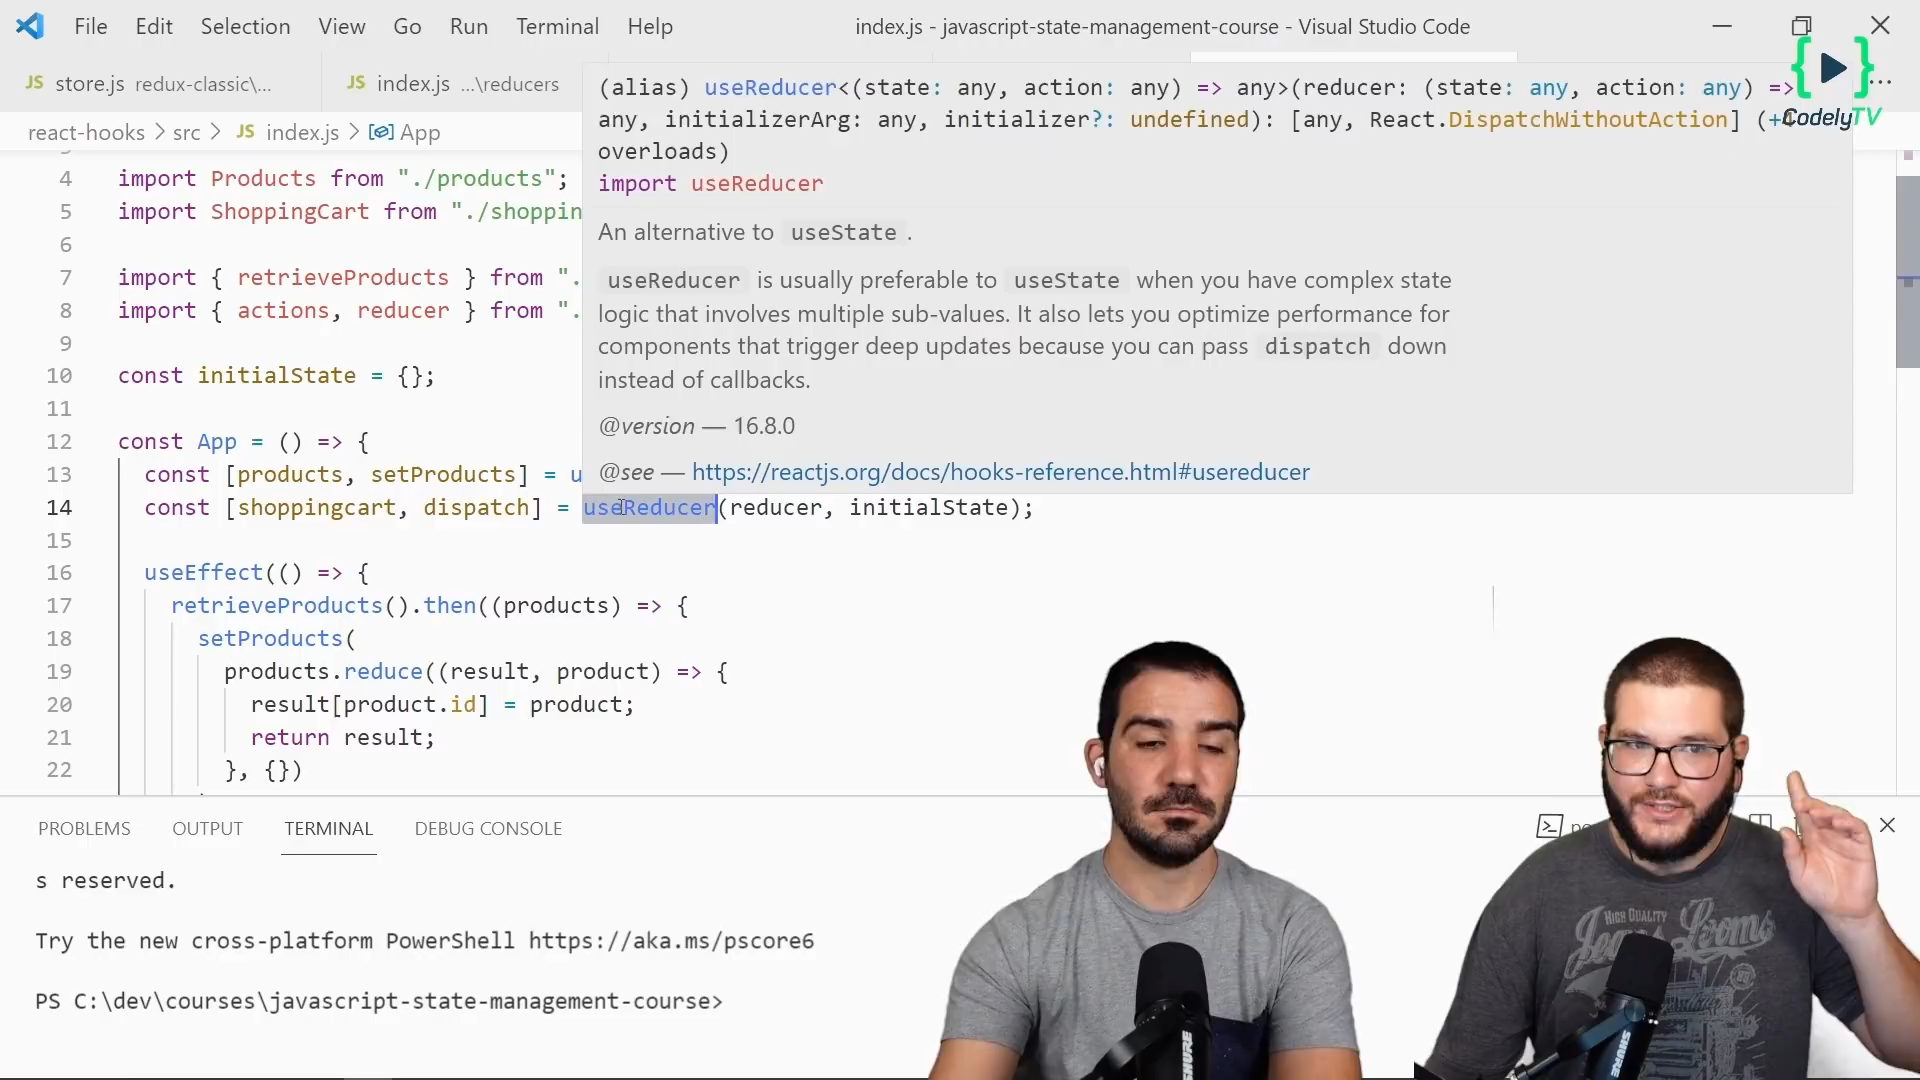 File Edit Selection View Go Run Terminal Help
index.js - javascript-state-management-course - Visual Studio Code
JS store.js redux-classic\...
JS index.js ...\reducers
...
CodelyTV
react-hooks > src > JS index.js > App
(alias) useReducer<(state: any, action: any) => any>(reducer: (state: any, action: any) =>
any, initializerArg: any, initializer?: undefined): [any, React.DispatchWithoutAction] (+4
overloads)
import useReducer
An alternative to useState .
useReducer is usually preferable to useState when you have complex state
logic that involves multiple sub-values. It also lets you optimize performance for
components that trigger deep updates because you can pass dispatch down
instead of callbacks.
@version — 16.8.0
@see — https://reactjs.org/docs/hooks-reference.html#usereducer
4 import Products from "./products";
5 import ShoppingCart from "./shoppin
6
7 import { retrieveProducts } from ".
8 import { actions, reducer } from ".
9
10 const initialState = {};
11
12 const App = () => {
13 const [products, setProducts] = u
14 const [shoppingcart, dispatch] = useReducer(reducer, initialState);
15
16 useEffect(() => {
17 retrieveProducts().then((products) => {
18 setProducts(
19 products.reduce((result, product) => {
20 result[product.id] = product;
21 return result;
22 }, {})
PROBLEMS OUTPUT TERMINAL DEBUG CONSOLE
s reserved.
Try the new cross-platform PowerShell https://aka.ms/pscore6
PS C:\dev\courses\javascript-state-management-course>
HIGH QUALITY
SHURE
SHURE